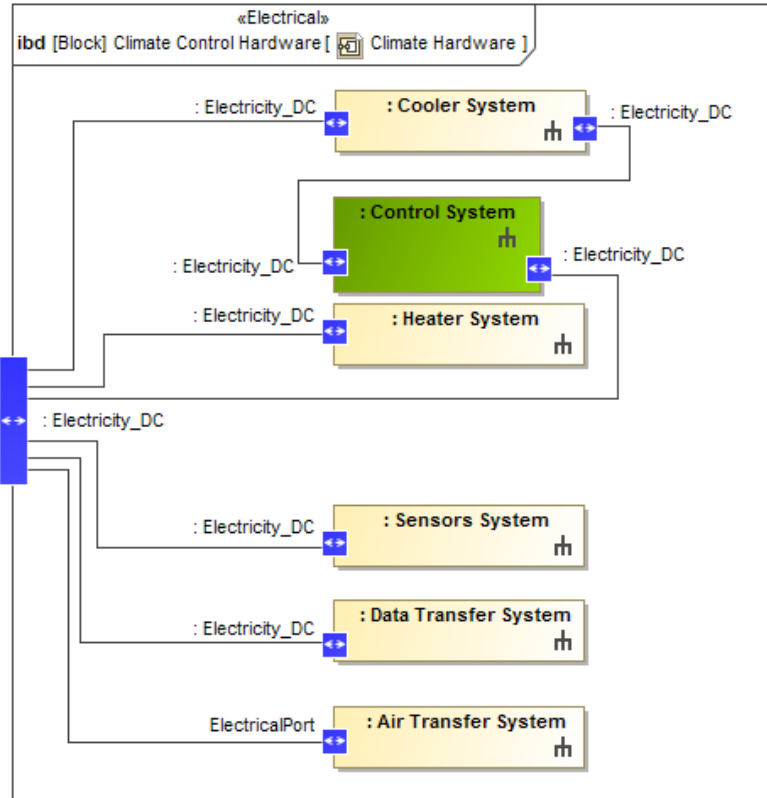 «Electrical»
ibd [Block] Climate Control Hardware [ Climate Hardware ]
: Electricity_DC
: Cooler System
: Electricity_DC
: Control System
: Electricity_DC
: Electricity_DC
: Electricity_DC
: Heater System
: Electricity_DC
: Electricity_DC
: Sensors System
: Electricity_DC
: Data Transfer System
ElectricalPort
: Air Transfer System